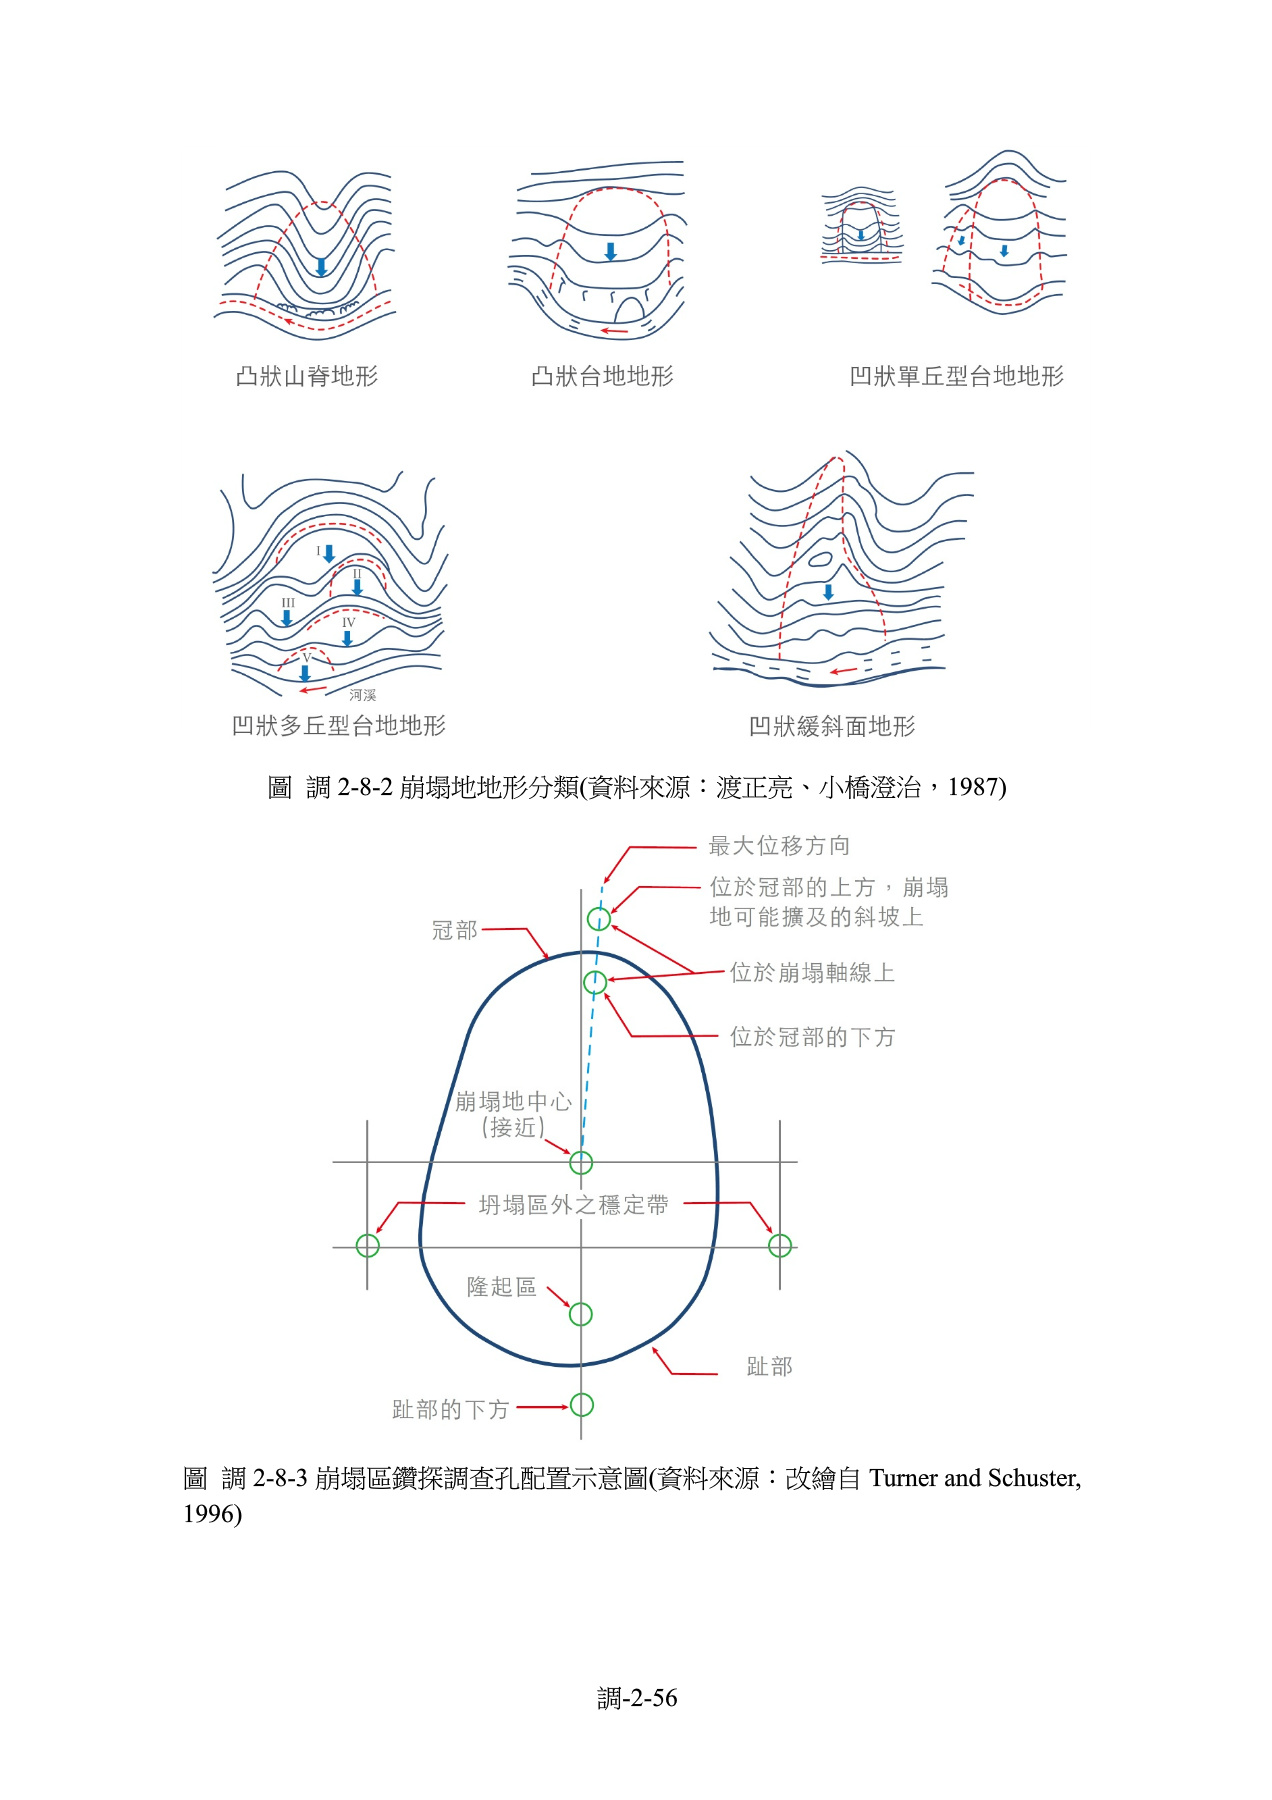 凸狀山脊地形
凸狀台地地形
凹狀單丘型台地地形
I
II
III
IV
V
河溪
凹狀多丘型台地地形
凹狀緩斜面地形
圖 調 2-8-2 崩塌地地形分類(資料來源：渡正亮、小橋澄治，1987)
最大位移方向
位於冠部的上方，崩塌
地可能擴及的斜坡上
冠部
位於崩塌軸線上
位於冠部的下方
崩塌地中心
(接近)
坍塌區外之穩定帶
隆起區
趾部
趾部的下方
圖 調 2-8-3 崩塌區鑽探調查孔配置示意圖(資料來源：改繪自 Turner and Schuster,
1996)
調-2-56